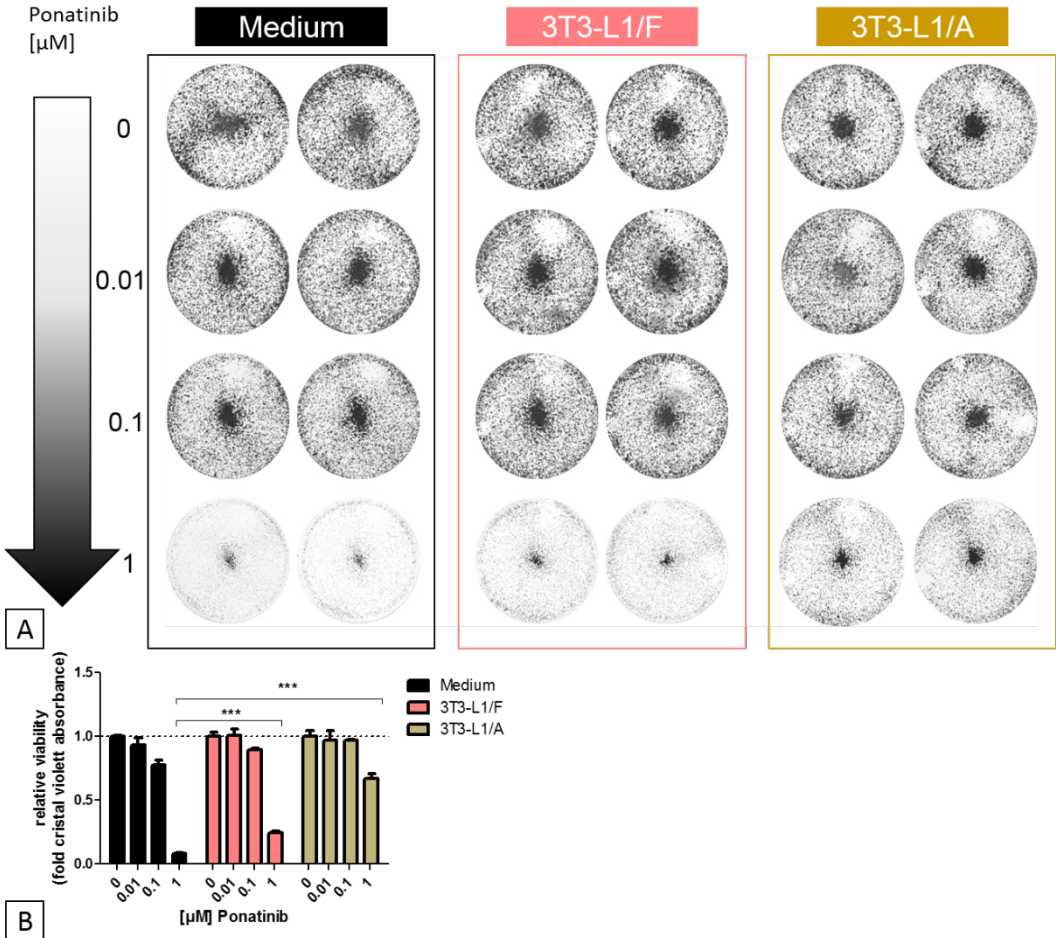 Ponatinib
[µM]
Medium
3T3-L1/F
3T3-L1/A
0
0.01
0.1
1
A
relative viability
(fold cristal violett absorbance)
1.5
1.0
0.5
0.0
***
***
Medium
3T3-L1/F
3T3-L1/A
0 0.01 0.1 1 0 0.01 0.1 1 0 0.01 0.1 1
[µM] Ponatinib
B